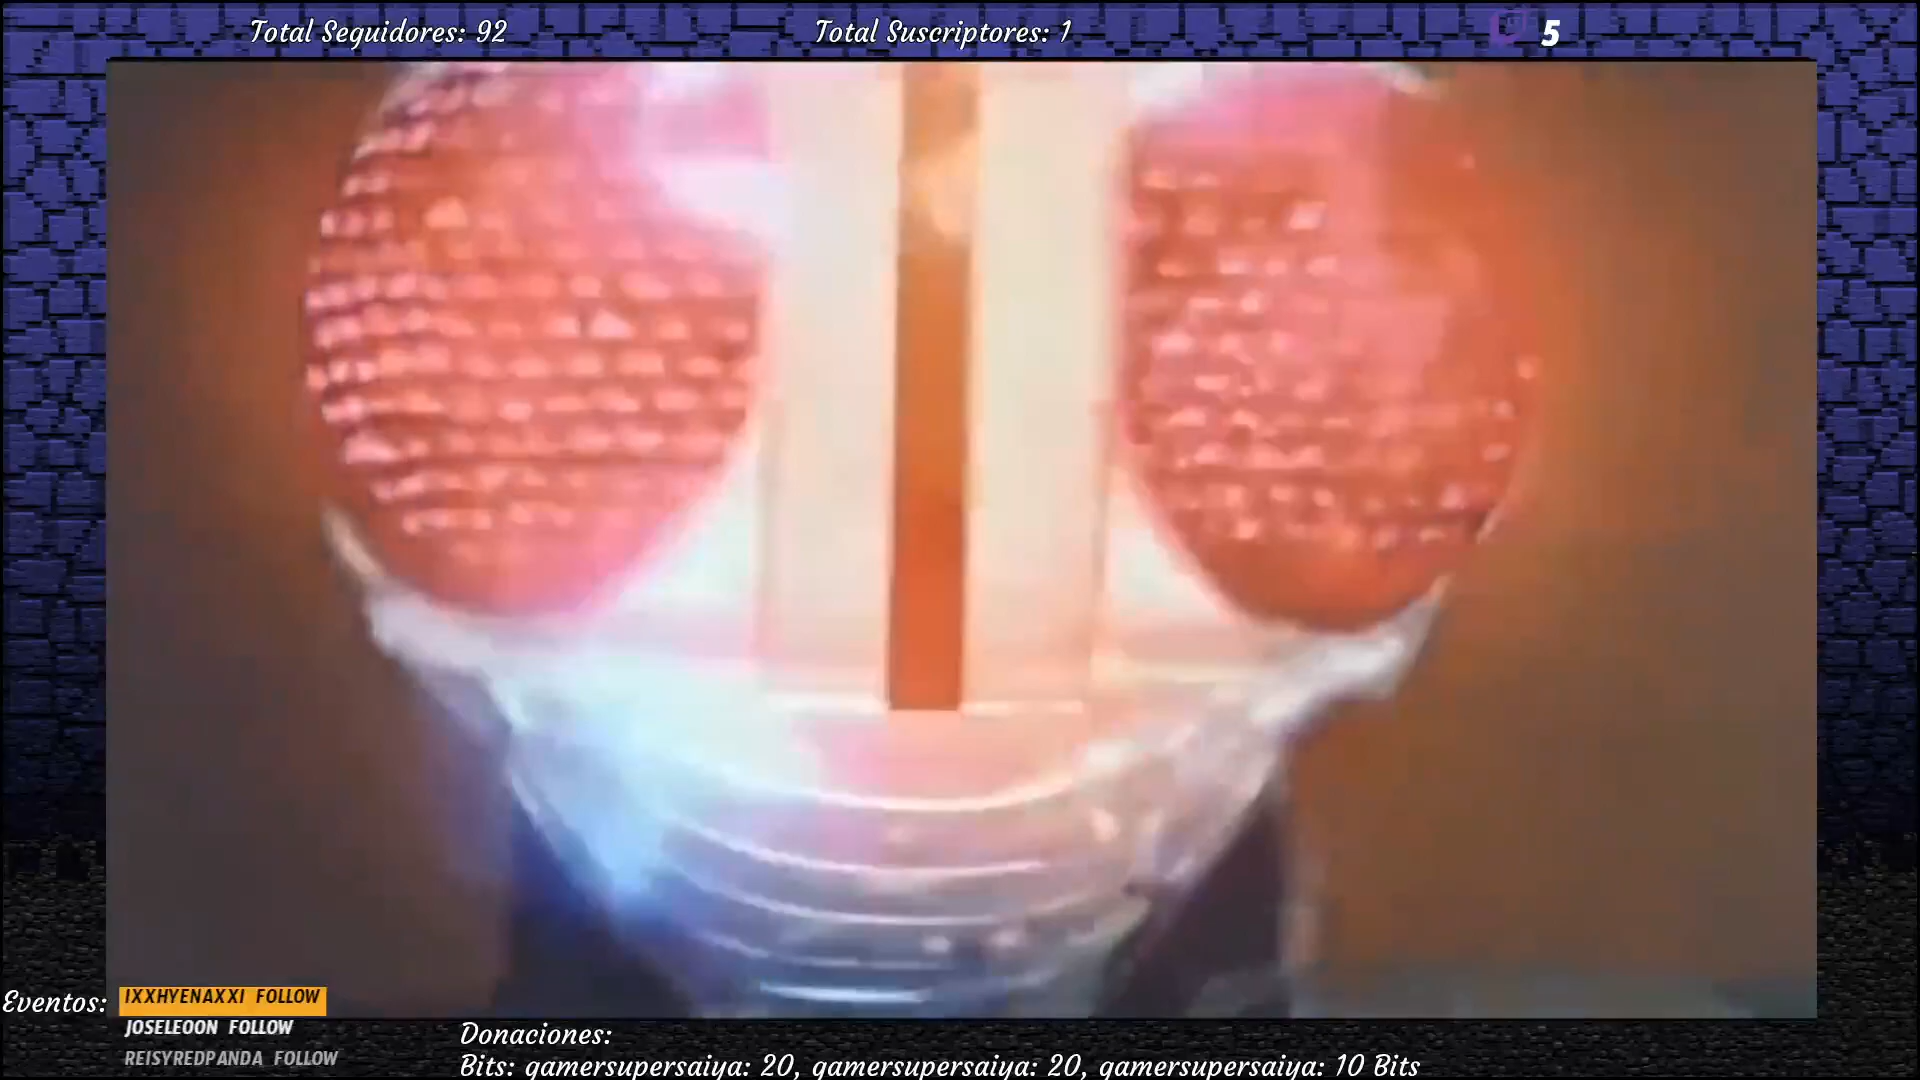 Total Seguidores: 92
Total Suscriptores: 1
5
Eventos:
IXXHYENAXXI FOLLOW
JOSELEOON FOLLOW
REISYREDPANDA FOLLOW
Donaciones:
Bits: gamersupersaiya: 20, gamersupersaiya: 20, gamersupersaiya: 10 Bits